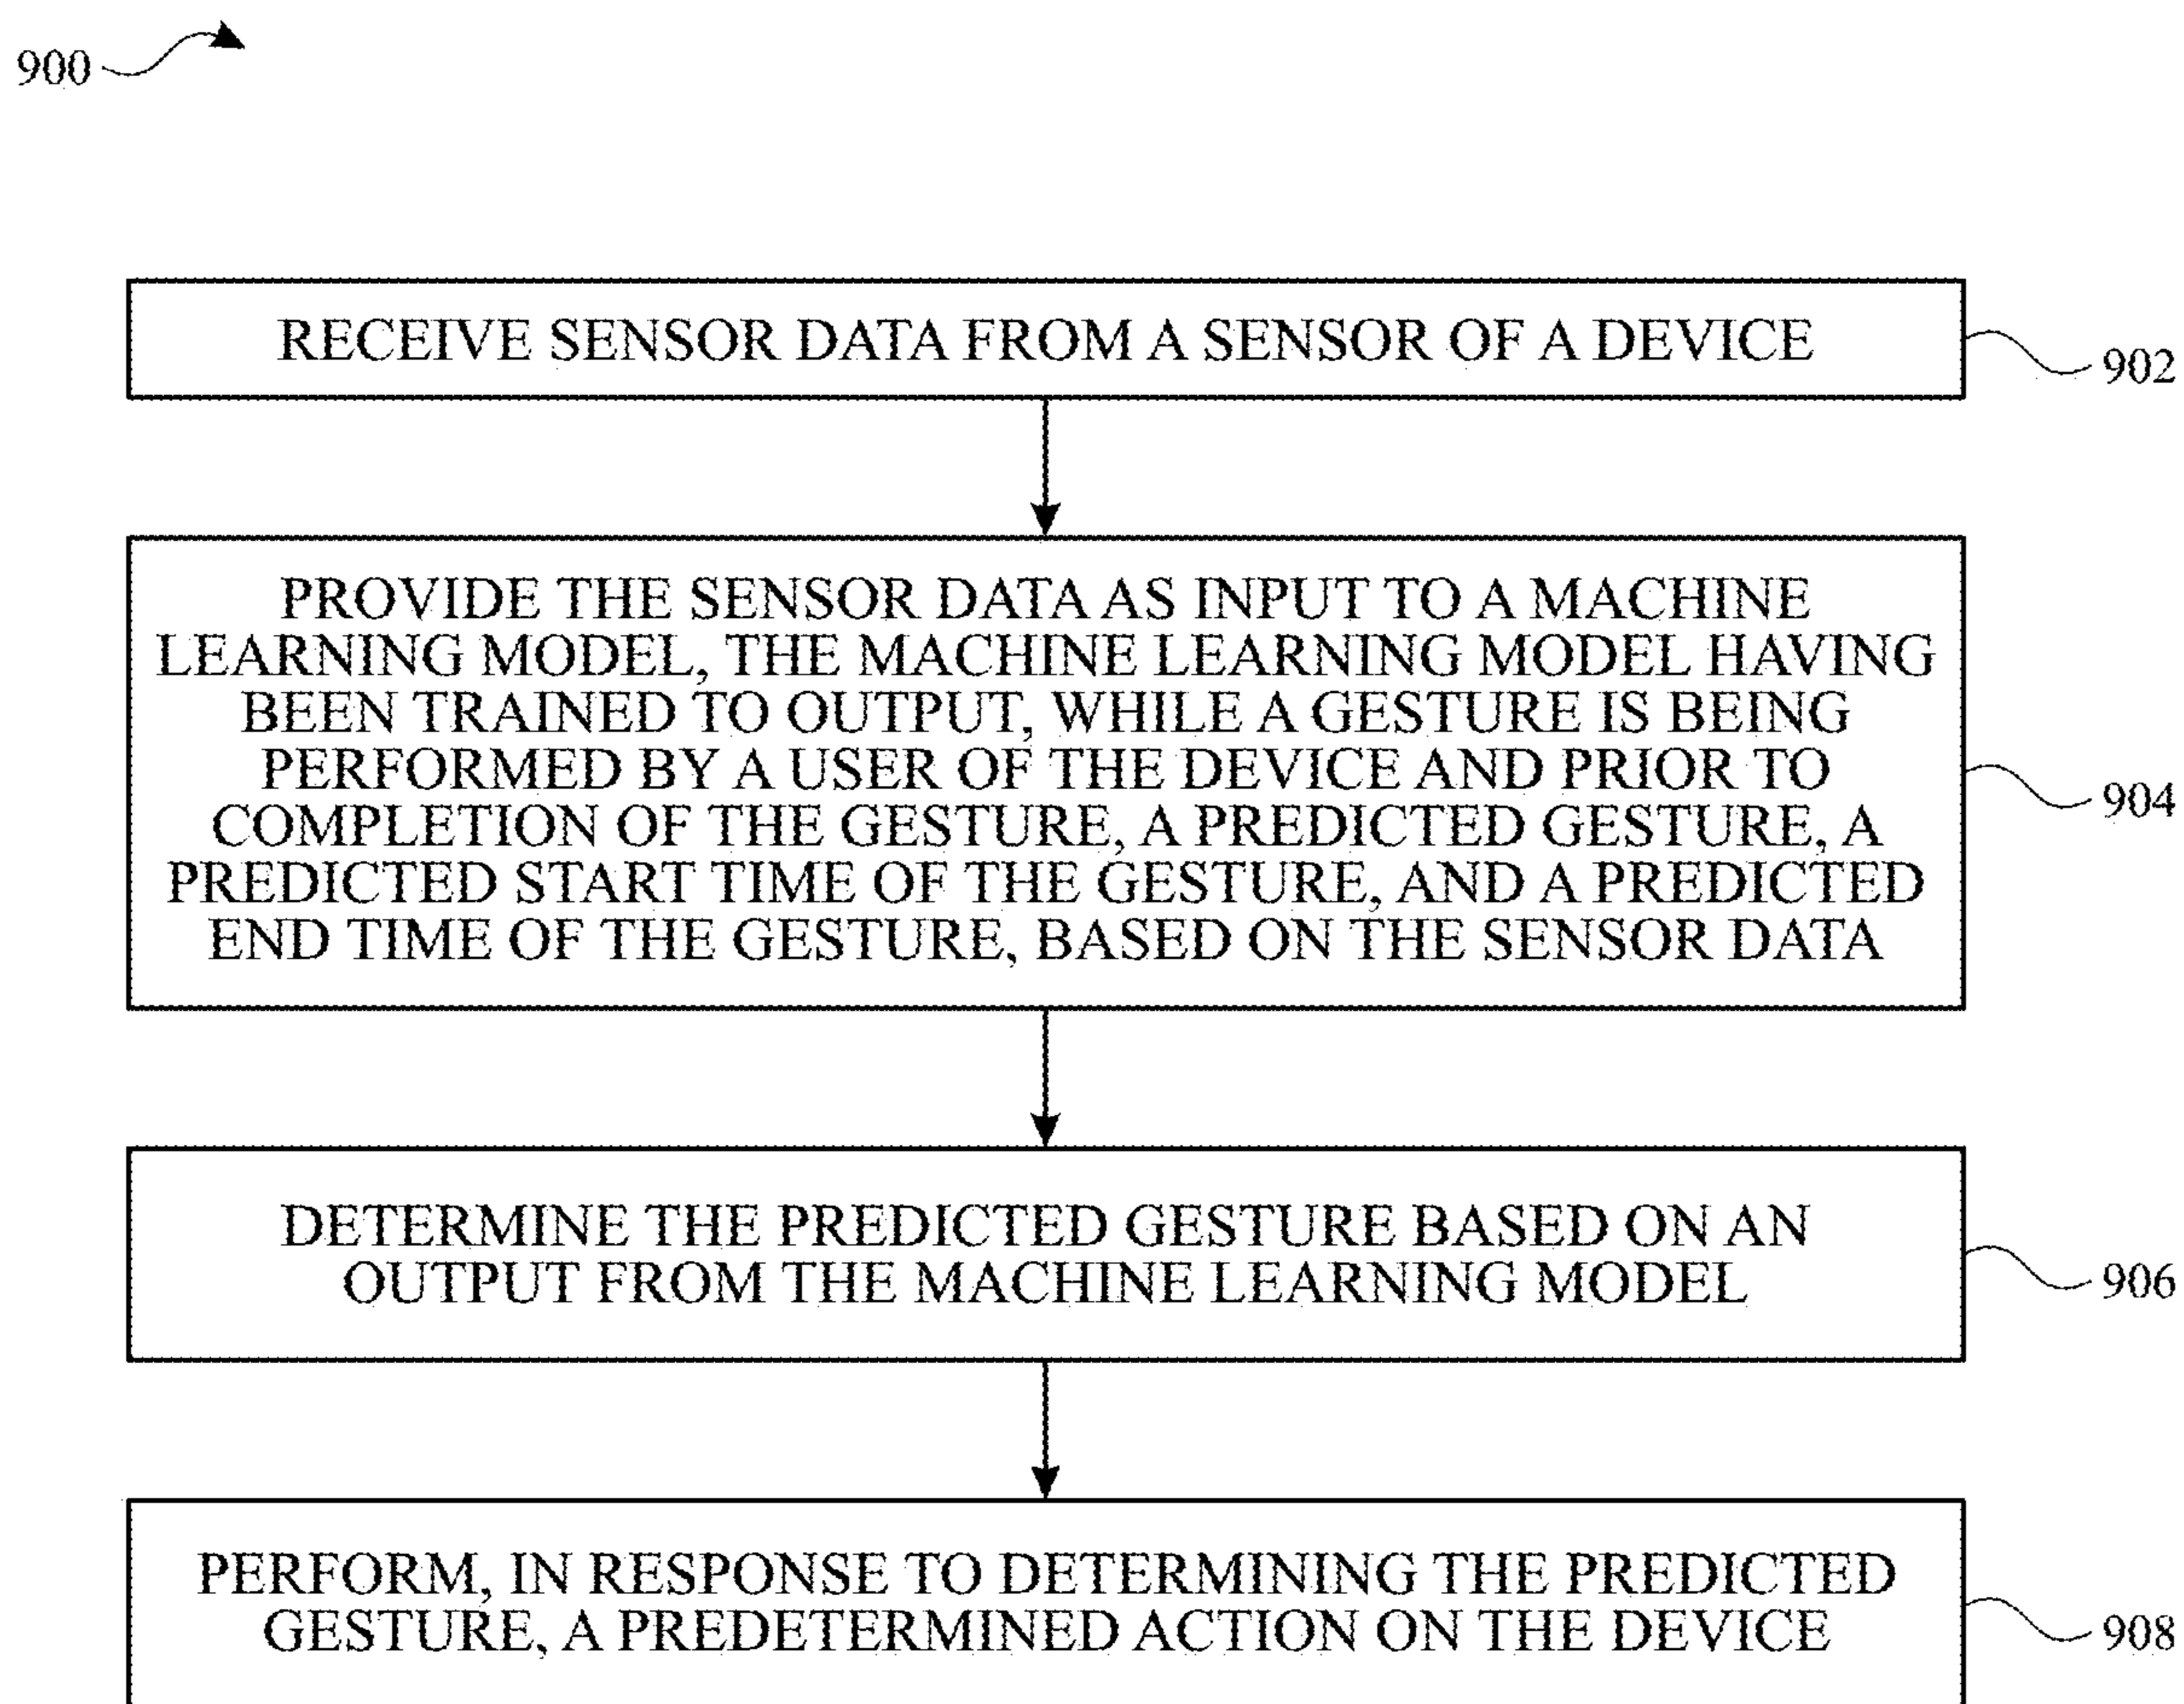 900
RECEIVE SENSOR DATA FROM A SENSOR OF A DEVICE
902
PROVIDE THE SENSOR DATA AS INPUT TO A MACHINE
LEARNING MODEL, THE MACHINE LEARNING MODEL HAVING
BEEN TRAINED TO OUTPUT, WHILE A GESTURE IS BEING
PERFORMED BY A USER OF THE DEVICE AND PRIOR TO
COMPLETION OF THE GESTURE, A PREDICTED GESTURE, A
PREDICTED START TIME OF THE GESTURE, AND A PREDICTED
END TIME OF THE GESTURE, BASED ON THE SENSOR DATA
904
DETERMINE THE PREDICTED GESTURE BASED ON AN
OUTPUT FROM THE MACHINE LEARNING MODEL
906
PERFORM, IN RESPONSE TO DETERMINING THE PREDICTED
GESTURE, A PREDETERMINED ACTION ON THE DEVICE
908